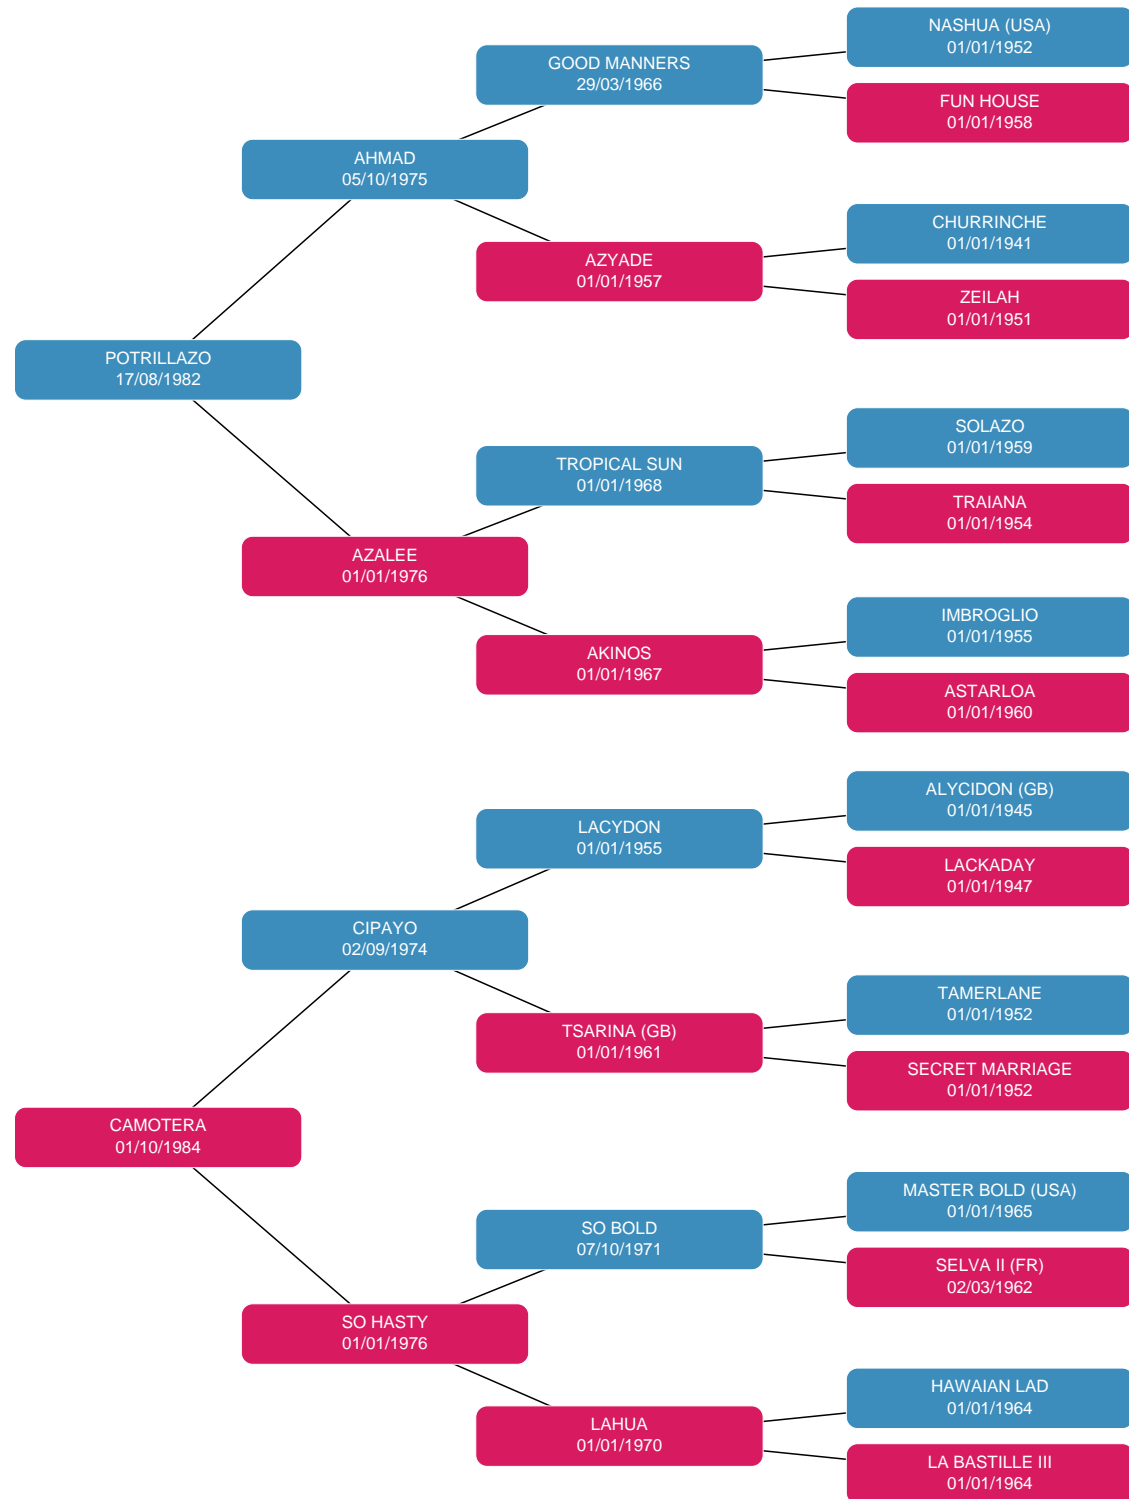 NASHUA (USA)
01/01/1952
GOOD MANNERS
29/03/1966
FUN HOUSE
01/01/1958
AHMAD
05/10/1975
CHURRINCHE
01/01/1941
AZYADE
01/01/1957
ZEILAH
01/01/1951
POTRILLAZO
17/08/1982
SOLAZO
01/01/1959
TROPICAL SUN
01/01/1968
TRAIANA
01/01/1954
AZALEE
01/01/1976
IMBROGLIO
01/01/1955
AKINOS
01/01/1967
ASTARLOA
01/01/1960
ALYCIDON (GB)
01/01/1945
LACYDON
01/01/1955
LACKADAY
01/01/1947
CIPAYO
02/09/1974
TAMERLANE
01/01/1952
TSARINA (GB)
01/01/1961
SECRET MARRIAGE
01/01/1952
CAMOTERA
01/10/1984
MASTER BOLD (USA)
01/01/1965
SO BOLD
07/10/1971
SELVA II (FR)
02/03/1962
SO HASTY
01/01/1976
HAWAIAN LAD
01/01/1964
LAHUA
01/01/1970
LA BASTILLE III
01/01/1964